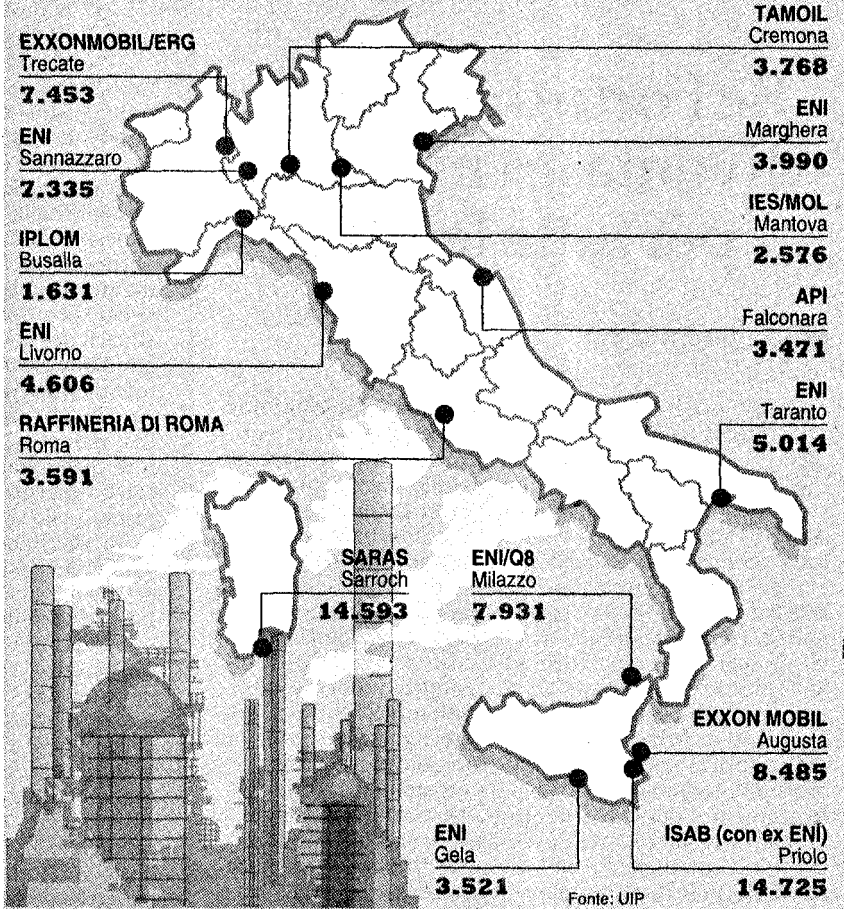 EXXONMOBIL/ERG
Trecate
7.453
ENI
Sannazzaro
7.335
IPLOM
Busalla
1.631
ENI
Livorno
4.606
RAFFINERIA DI ROMA
Roma
3.591
TAMOIL
Cremona
3.768
ENI
Marghera
3.990
IES/MOL
Mantova
2.576
API
Falconara
3.471
ENI
Taranto
5.014
SARAS
Sarroch
14.593
ENI/Q8
Milazzo
7.931
EXXON MOBIL
Augusta
8.485
ENI
Gela
3.521
ISAB (con ex ENI)
Priolo
14.725
Fonte: UIP